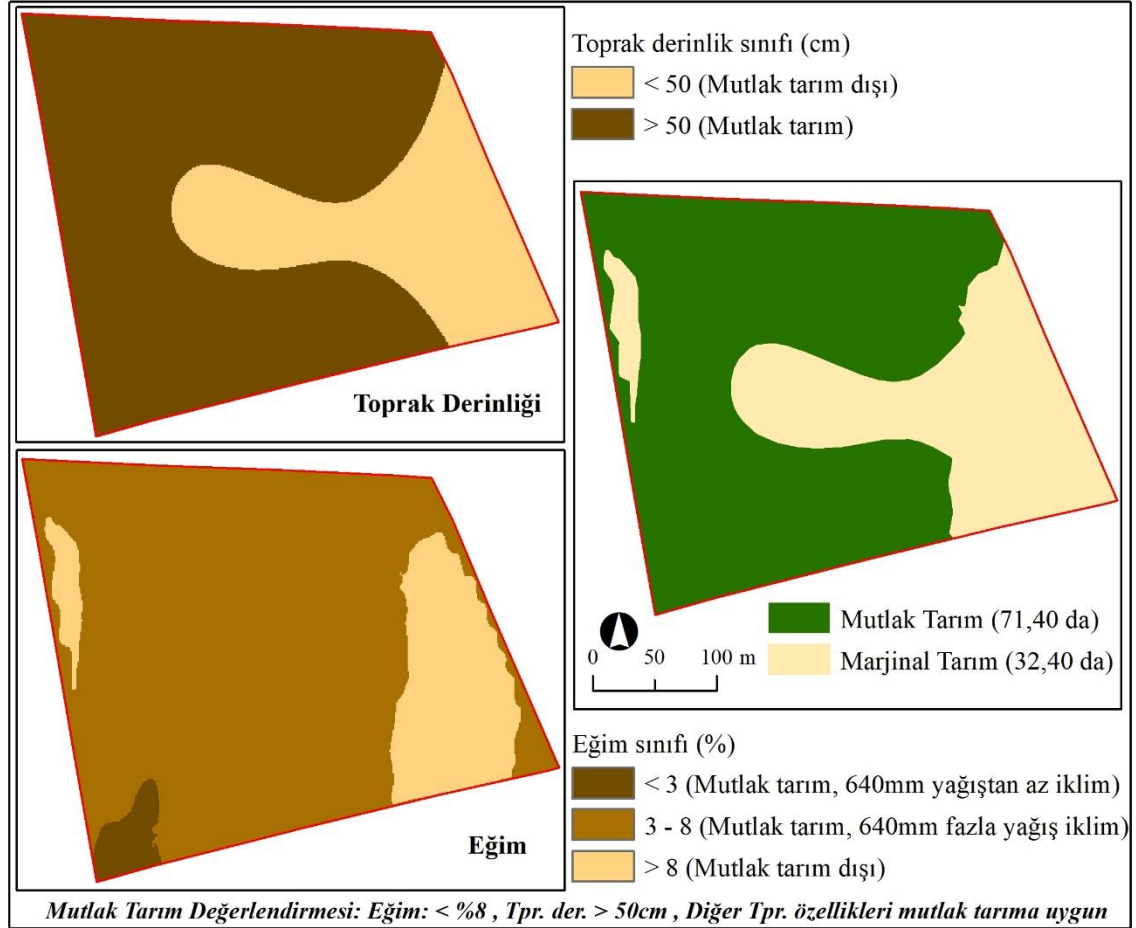 Toprak derinlik sınıfı (cm)
< 50 (Mutlak tarım dışı)
> 50 (Mutlak tarım)
Toprak Derinliği
Mutlak Tarım (71,40 da)
Marjinal Tarım (32,40 da)
0 50 100 m
Eğim sınıfı (%)
< 3 (Mutlak tarım, 640mm yağıştan az iklim)
3 - 8 (Mutlak tarım, 640mm fazla yağış iklim)
> 8 (Mutlak tarım dışı)
Eğim
Mutlak Tarım Değerlendirmesi: Eğim: < %8 , Tpr. der. > 50cm , Diğer Tpr. özellikleri mutlak tarıma uygun